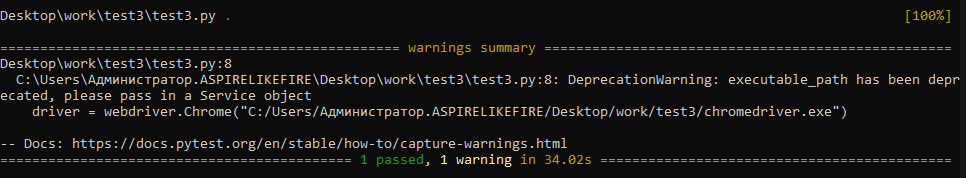 Desktop\work\test3\test3.py . [100%]
================================================ warnings summary =================================================
Desktop\work\test3\test3.py:8
  C:\Users\Администратор.ASPIRELIKEFIRE\Desktop\work\test3\test3.py:8: DeprecationWarning: executable_path has been depr
ecated, please pass in a Service object
    driver = webdriver.Chrome("C:/Users/Администратор.ASPIRELIKEFIRE/Desktop/work/test3/chromedriver.exe")

-- Docs: https://docs.pytest.org/en/stable/how-to/capture-warnings.html
========================================== 1 passed, 1 warning in 34.02s ==========================================